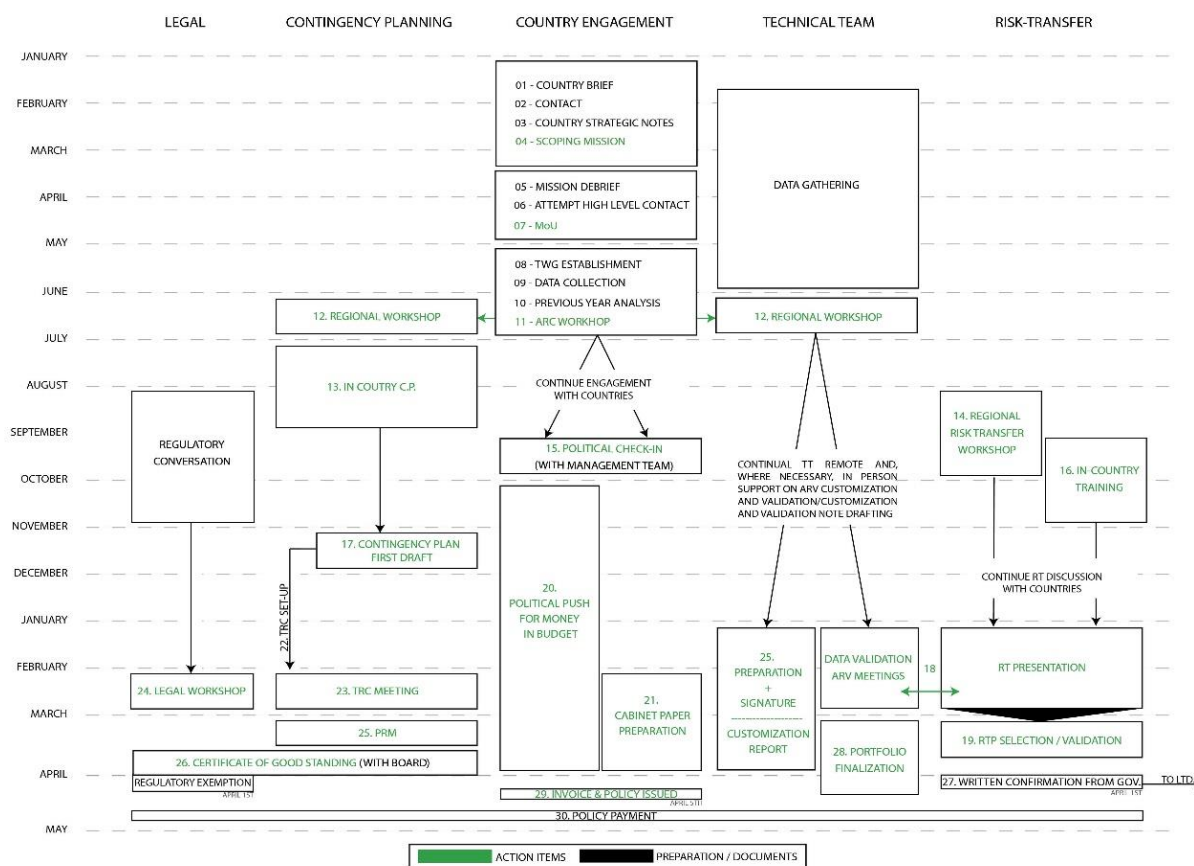 LEGAL
CONTINGENCY PLANNING
COUNTRY ENGAGEMENT
TECHNICAL TEAM
RISK-TRANSFER
JANUARY
FEBRUARY
MARCH
APRIL
MAY
JUNE
JULY
AUGUST
SEPTEMBER
OCTOBER
NOVEMBER
DECEMBER
JANUARY
FEBRUARY
MARCH
APRIL
MAY
01 - COUNTRY BRIEF
02 - CONTACT
03 - COUNTRY STRATEGIC NOTES
04 - SCOPING MISSION
05 - MISSION DEBRIEF
06 - ATTEMPT HIGH LEVEL CONTACT
07 - MoU
08 - TWG ESTABLISHMENT
09 - DATA COLLECTION
10 - PREVIOUS YEAR ANALYSIS
11 - ARC WORKHOP
DATA GATHERING
12. REGIONAL WORKSHOP
12. REGIONAL WORKSHOP
13. IN COUTRY C.P.
CONTINUE ENGAGEMENT
WITH COUNTRIES
REGULATORY
CONVERSATION
14. REGIONAL
RISK TRANSFER
WORKSHOP
15. POLITICAL CHECK-IN
(WITH MANAGEMENT TEAM)
16. IN-COUNTRY
TRAINING
CONTINUAL TT REMOTE AND,
WHERE NECESSARY, IN PERSON
SUPPORT ON ARV CUSTOMIZATION
AND VALIDATION/CUSTOMIZATION
AND VALIDATION NOTE DRAFTING
17. CONTINGENCY PLAN
FIRST DRAFT
22. TRC SET-UP
20.
POLITICAL PUSH
FOR MONEY
IN BUDGET
CONTINUE RT DISCUSSION
WITH COUNTRIES
24. LEGAL WORKSHOP
23. TRC MEETING
25. PRM
21.
CABINET PAPER
PREPARATION
25.
PREPARATION
+
SIGNATURE
CUSTOMIZATION
REPORT
DATA VALIDATION
ARV MEETINGS
18
RT PRESENTATION
28. PORTFOLIO
FINALIZATION
19. RTP SELECTION / VALIDATION
26. CERTIFICATE OF GOOD STANDING (WITH BOARD)
REGULATORY EXEMPTION
APRIL 1ST
29. INVOICE & POLICY ISSUED
APRIL 5TH
27. WRITTEN CONFIRMATION FROM GOV.
APRIL 1ST
TO LTD.
30. POLICY PAYMENT
ACTION ITEMS
PREPARATION / DOCUMENTS